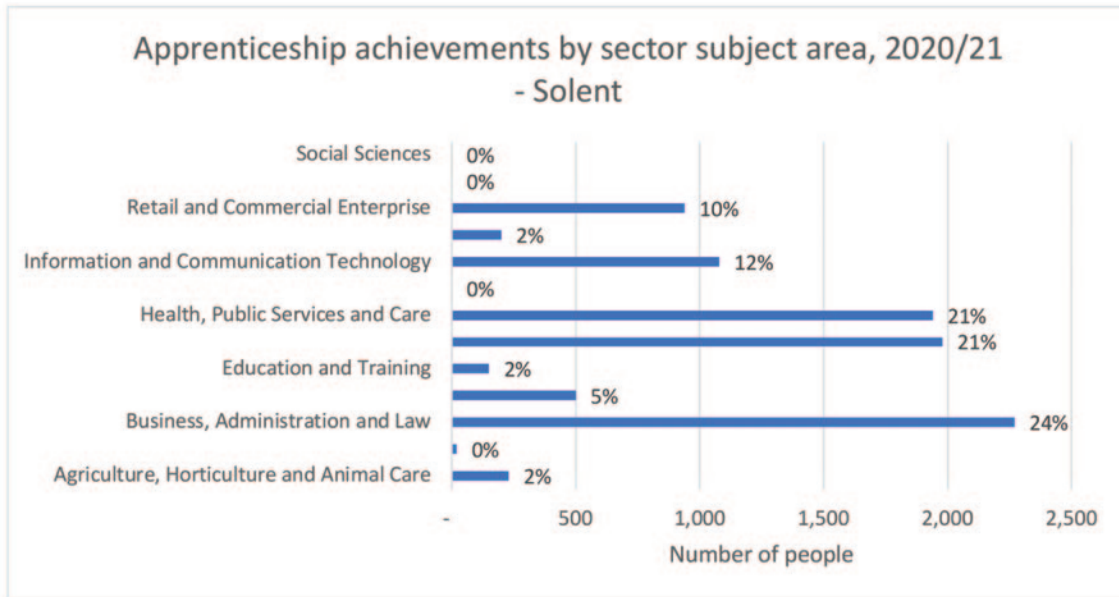 Apprenticeship achievements by sector subject area, 2020/21
- Solent
Social Sciences 0%
0%
Retail and Commercial Enterprise 10%
2%
Information and Communication Technology 12%
0%
Health, Public Services and Care 21%
21%
Education and Training 2%
5%
Business, Administration and Law 24%
0%
Agriculture, Horticulture and Animal Care 2%
- 500 1,000 1,500 2,000 2,500
Number of people